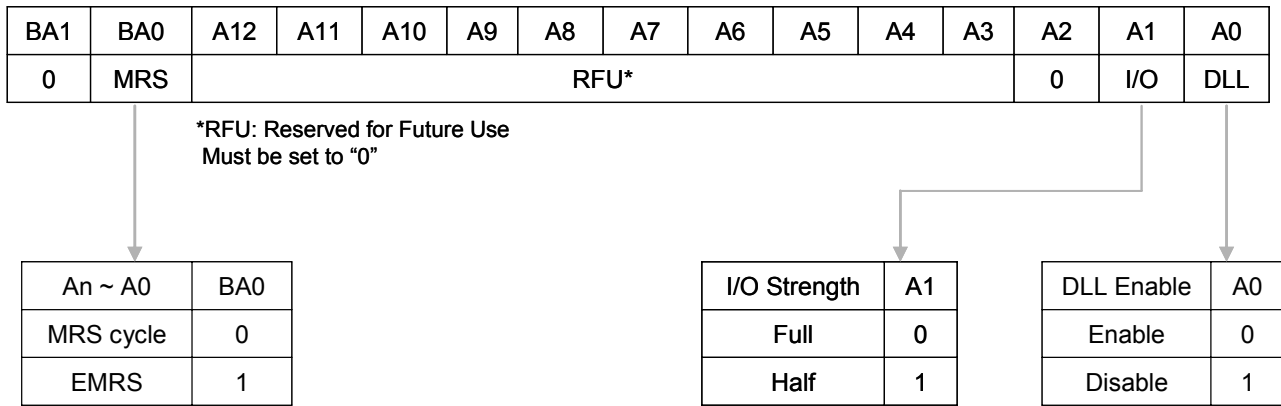 BA1 BA0 A12 A11 A10 A9 A8 A7 A6 A5 A4 A3 A2 A1 A0
0 MRS RFU* 0 I/O DLL
*RFU: Reserved for Future Use
Must be set to “0”
An ~ A0 BA0
MRS cycle 0
EMRS 1
I/O Strength A1
Full 0
Half 1
DLL Enable A0
Enable 0
Disable 1